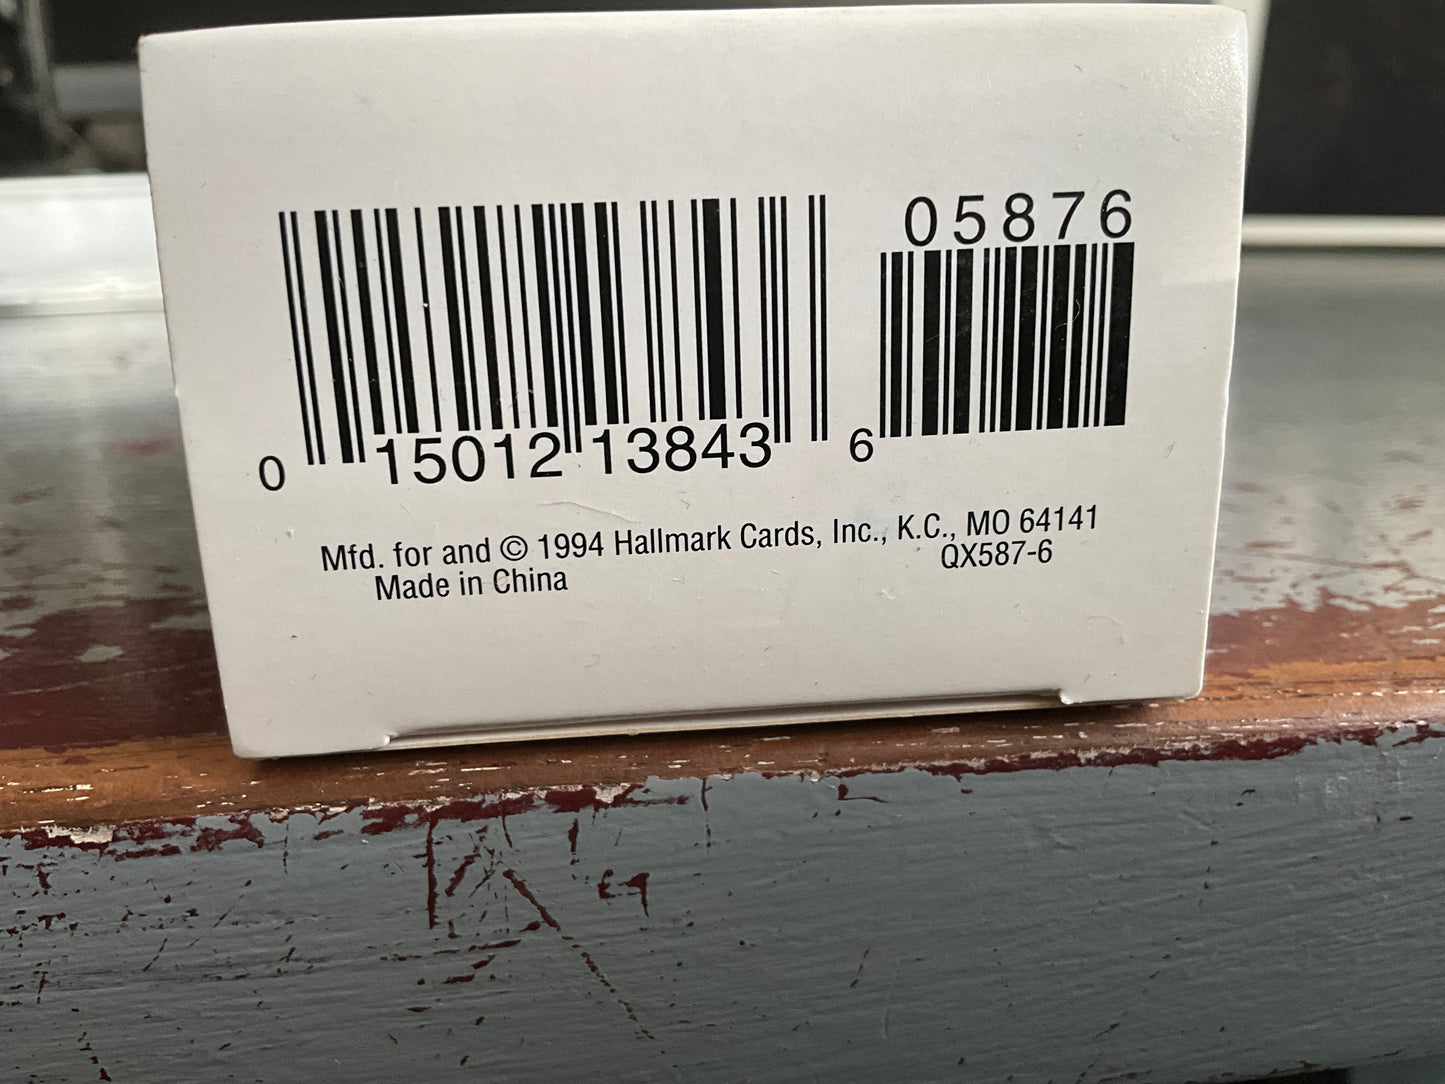 05876
0 15012 13843 6
Mfd. for and © 1994 Hallmark Cards, Inc., K.C., MO 64141
QX587-6
Made in China